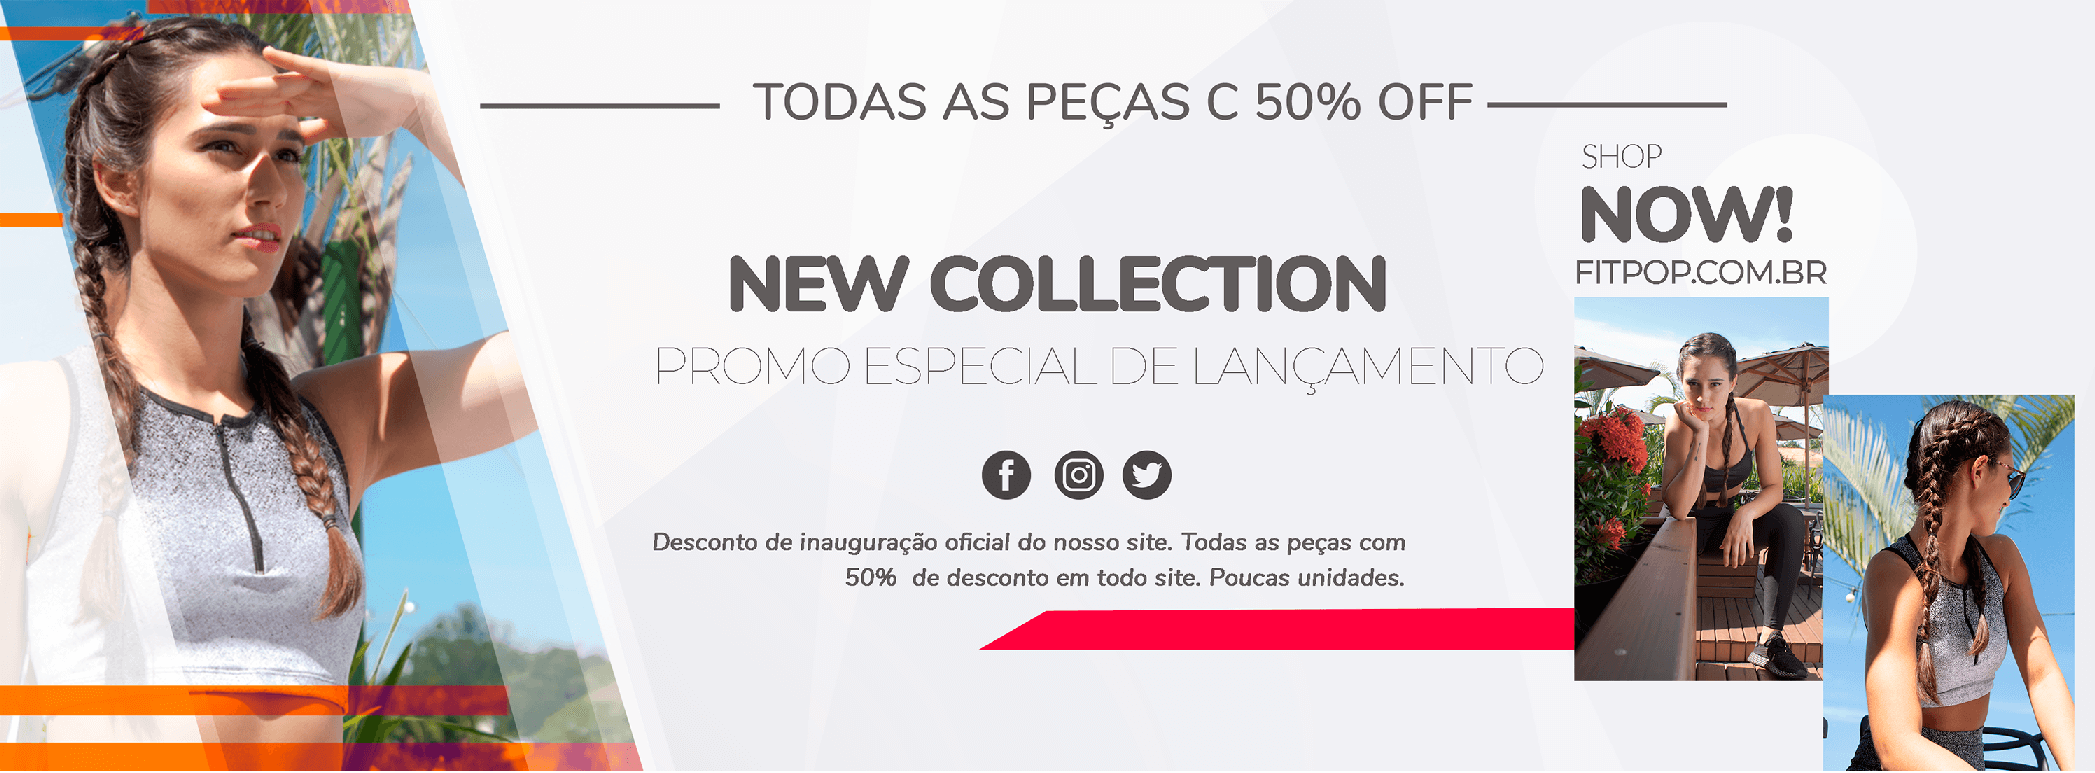 TODAS AS PEÇAS C 50% OFF
SHOP
NOW!
FITPOP.COM.BR
NEW COLLECTION
PROMO ESPECIAL DE LANÇAMENTO
Desconto de inauguração oficial do nosso site. Todas as peças com
50% de desconto em todo site. Poucas unidades.